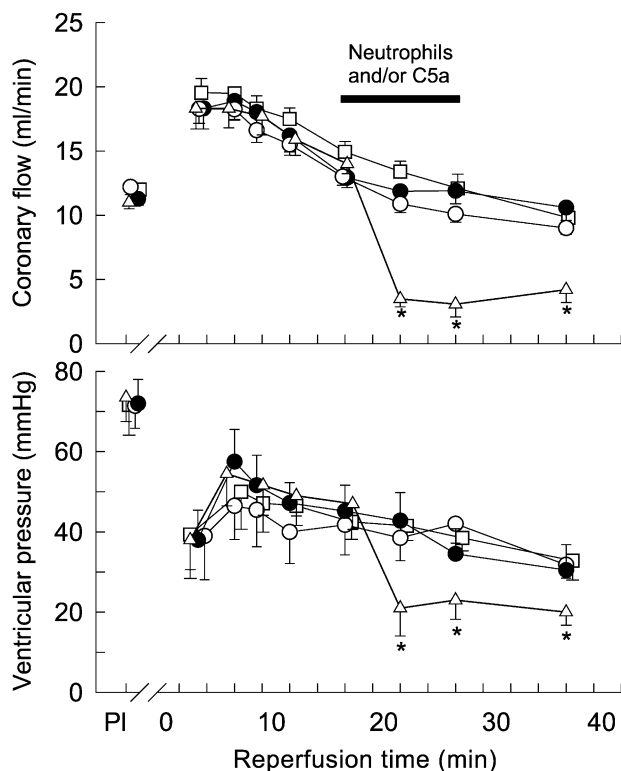 25
20
15
10
5
0
Coronary flow (ml/min)
Neutrophils
and/or C5a
*
*
*
80
60
40
20
0
Ventricular pressure (mmHg)
*
*
*
PI 0 10 20 30 40
Reperfusion time (min)